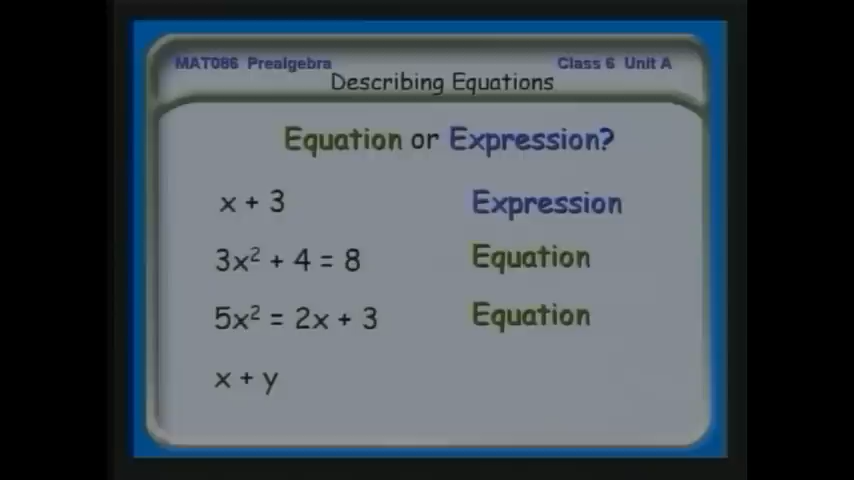 MAT086 Prealgebra Class 6 Unit A
Describing Equations
Equation or Expression?
x + 3 Expression
3x² + 4 = 8 Equation
5x² = 2x + 3 Equation
x + y